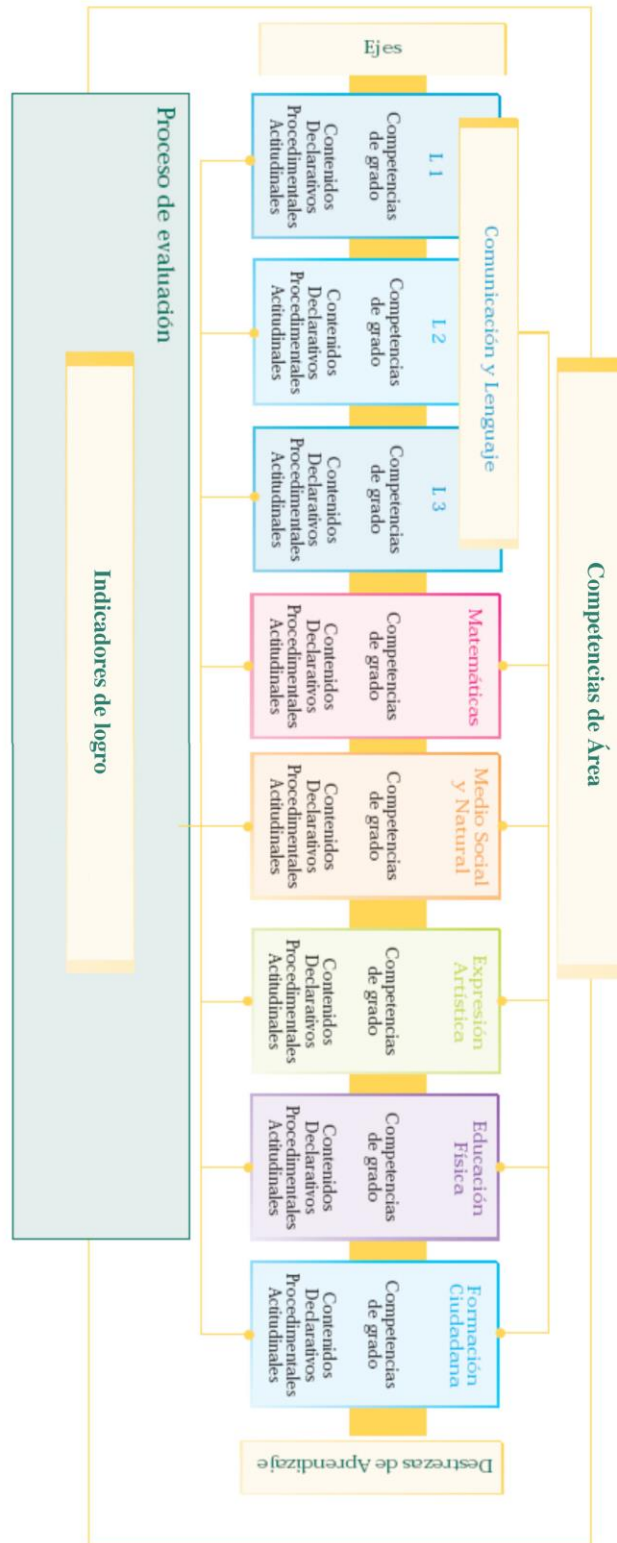 Competencias de Área
Comunicación y Lenguaje
Ejes
L 1
Competencias
de grado
Contenidos
Declarativos
Procedimentales
Actitudinales
L 2
Competencias
de grado
Contenidos
Declarativos
Procedimentales
Actitudinales
L 3
Competencias
de grado
Contenidos
Declarativos
Procedimentales
Actitudinales
Matemáticas
Competencias
de grado
Contenidos
Declarativos
Procedimentales
Actitudinales
Medio Social
y Natural
Competencias
de grado
Contenidos
Declarativos
Procedimentales
Actitudinales
Expresión
Artística
Competencias
de grado
Contenidos
Declarativos
Procedimentales
Actitudinales
Educación
Física
Competencias
de grado
Contenidos
Declarativos
Procedimentales
Actitudinales
Formación
Ciudadana
Competencias
de grado
Contenidos
Declarativos
Procedimentales
Actitudinales
Destrezas de Aprendizaje
Proceso de evaluación
Indicadores de logro